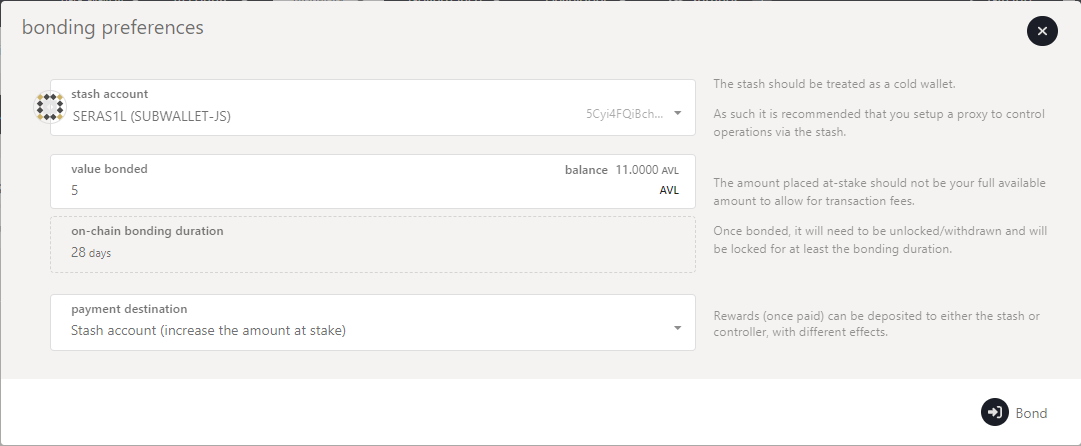 bonding preferences
stash account
SERAS1L (SUBWALLET-JS)
5Cyi4FQiBch...
The stash should be treated as a cold wallet.
As such it is recommended that you setup a proxy to control
operations via the stash.
value bonded
balance 11.0000 AVL
5
AVL
The amount placed at-stake should not be your full available
amount to allow for transaction fees.
on-chain bonding duration
28 days
Once bonded, it will need to be unlocked/withdrawn and will
be locked for at least the bonding duration.
payment destination
Stash account (increase the amount at stake)
Rewards (once paid) can be deposited to either the stash or
controller, with different effects.
Bond